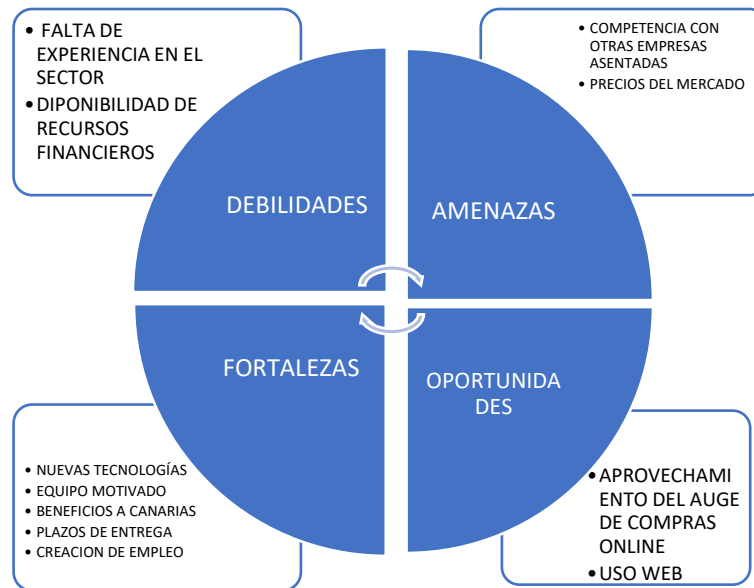 • FALTA DE
EXPERIENCIA EN EL
SECTOR
• DIPONIBILIDAD DE
RECURSOS
FINANCIEROS
• COMPETENCIA CON
OTRAS EMPRESAS
ASENTADAS
• PRECIOS DEL MERCADO
DEBILIDADES
AMENAZAS
FORTALEZAS
OPORTUNIDA
DES
• NUEVAS TECNOLOGÍAS
• EQUIPO MOTIVADO
• BENEFICIOS A CANARIAS
• PLAZOS DE ENTREGA
• CREACION DE EMPLEO
• APROVECHAMI
ENTO DEL AUGE
DE COMPRAS
ONLINE
• USO WEB